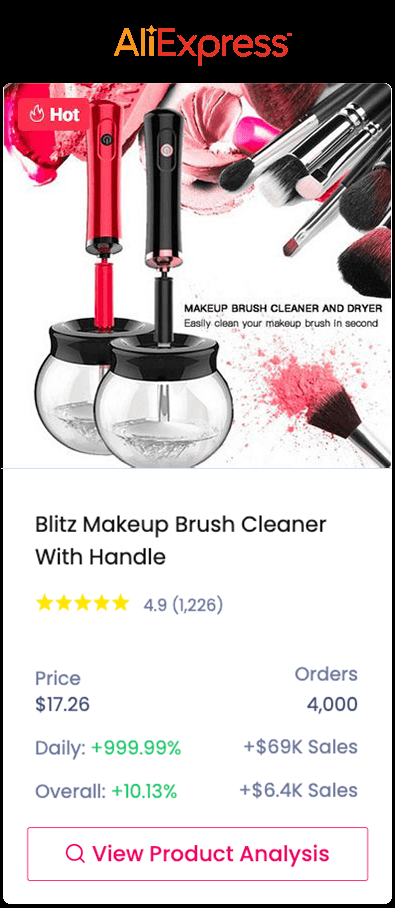 AliExpress
Hot
MAKEUP BRUSH CLEANER AND DRYER
Easily clean your makeup brush in second
Blitz Makeup Brush Cleaner
With Handle
4.9 (1,226)
Price
Orders
$17.26
4,000
Daily: +999.99%
+$69K Sales
Overall: +10.13%
+$6.4K Sales
View Product Analysis